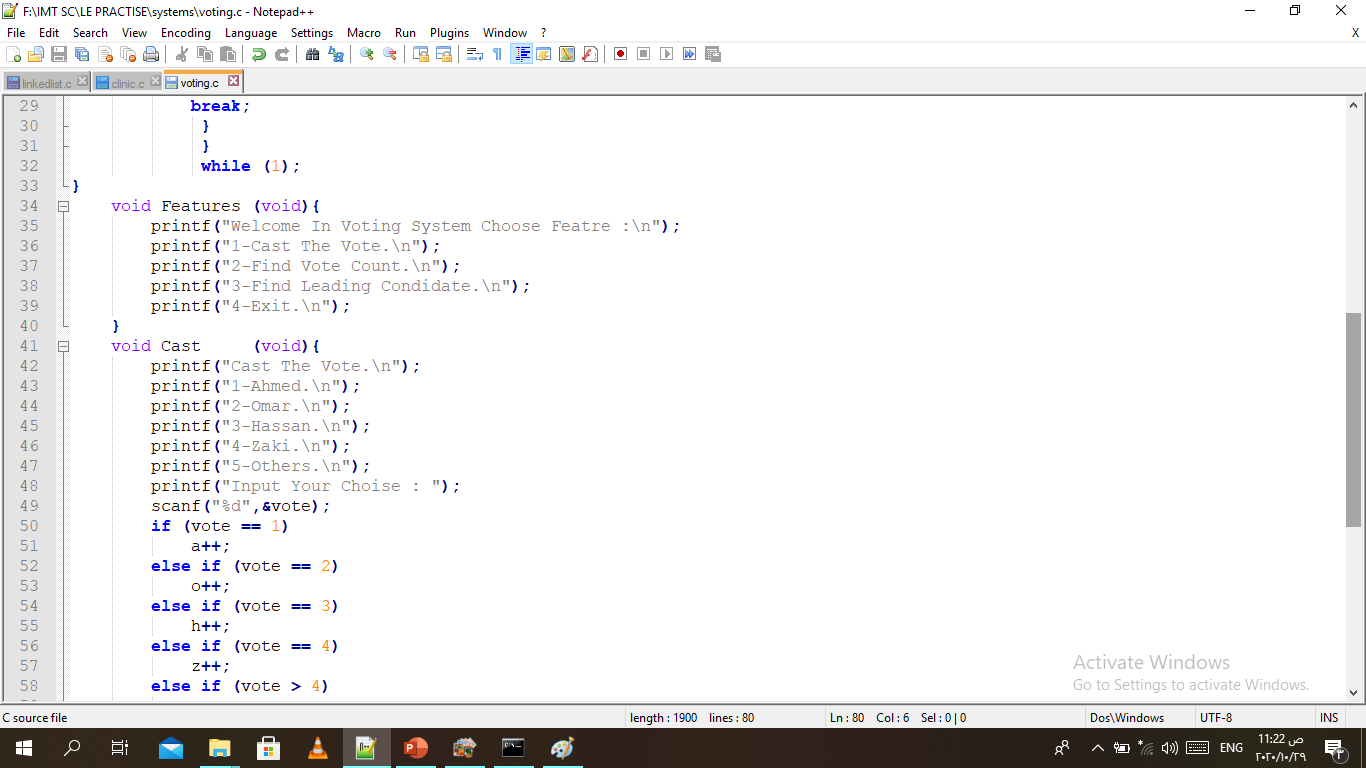 F:\IMT SC\LE PRACTISE\systems\voting.c - Notepad++
File Edit Search View Encoding Language Settings Macro Run Plugins Window ? X
linkedlist.c clinic.c voting.c
29 break;
30 }
31 }
32 while (1);
33 }
34 void Features (void){
35 printf("Welcome In Voting System Choose Featre :\n");
36 printf("1-Cast The Vote.\n");
37 printf("2-Find Vote Count.\n");
38 printf("3-Find Leading Condidate.\n");
39 printf("4-Exit.\n");
40 }
41 void Cast (void){
42 printf("Cast The Vote.\n");
43 printf("1-Ahmed.\n");
44 printf("2-Omar.\n");
45 printf("3-Hassan.\n");
46 printf("4-Zaki.\n");
47 printf("5-Others.\n");
48 printf("Input Your Choise : ");
49 scanf("%d",&vote);
50 if (vote == 1)
51 a++;
52 else if (vote == 2)
53 o++;
54 else if (vote == 3)
55 h++;
56 else if (vote == 4)
57 z++;
58 else if (vote > 4)
Activate Windows
Go to Settings to activate Windows.
C source file length : 1900 lines : 80 Ln : 80 Col : 6 Sel : 0 | 0 Dos\Windows UTF-8 INS
ENG
11:22 ص
٢٠٢٠/١٠/٢٩
٣